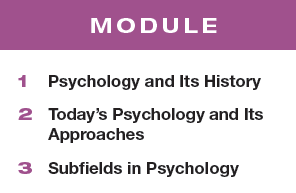 MODULE
1 Psychology and Its History
2 Today's Psychology and Its
Approaches
3 Subfields in Psychology